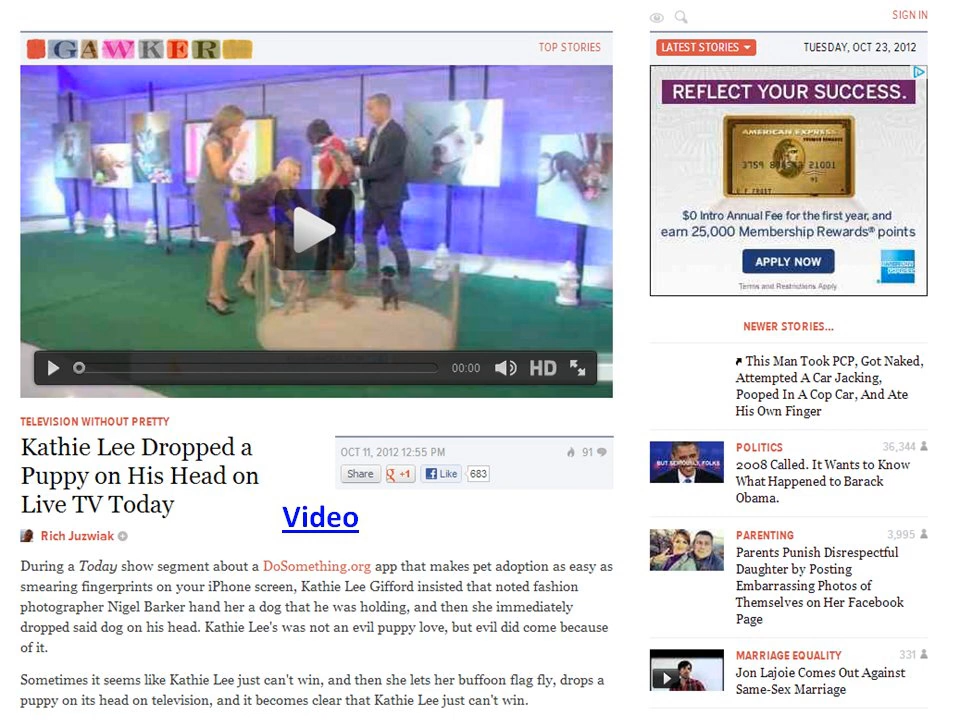 SIGN IN
GAWKER
TOP STORIES
LATEST STORIES
TUESDAY, OCT 23, 2012
REFLECT YOUR SUCCESS.
AMERICAN EXPRESS
$0 Intro Annual Fee for the first year, and
earn 25,000 Membership Rewards® points
APPLY NOW
AMERICAN EXPRESS
Terms and Restrictions Apply
00:00
HD
NEWER STORIES...
This Man Took PCP, Got Naked,
Attempted A Car Jacking,
Pooped In A Cop Car, And Ate
His Own Finger
BUT SERIOUSLY, FOLKS
POLITICS
36,344
2008 Called. It Wants to Know
What Happened to Barack
Obama.
PARENTING
3,995
Parents Punish Disrespectful
Daughter by Posting
Embarrassing Photos of
Themselves on Her Facebook
Page
MARRIAGE EQUALITY
331
Jon Lajoie Comes Out Against
Same-Sex Marriage
TELEVISION WITHOUT PRETTY
Kathie Lee Dropped a
Puppy on His Head on
Live TV Today
OCT 11, 2012 12:55 PM
91
Share
g +1
Like
683
Video
Rich Juzwiak
During a Today show segment about a DoSomething.org app that makes pet adoption as easy as
smearing fingerprints on your iPhone screen, Kathie Lee Gifford insisted that noted fashion
photographer Nigel Barker hand her a dog that he was holding, and then she immediately
dropped said dog on his head. Kathie Lee's was not an evil puppy love, but evil did come because
of it.
Sometimes it seems like Kathie Lee just can't win, and then she lets her buffoon flag fly, drops a
puppy on its head on television, and it becomes clear that Kathie Lee just can't win.